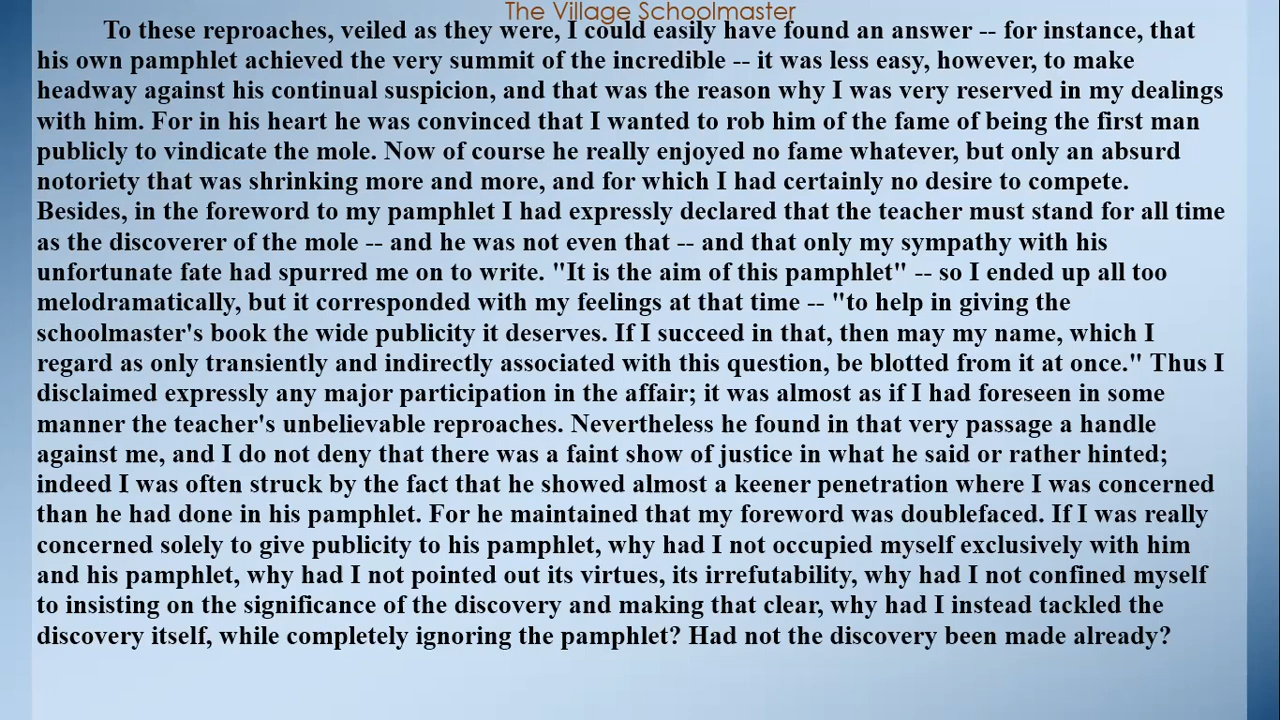 The Village Schoolmaster
To these reproaches, veiled as they were, I could easily have found an answer -- for instance, that
his own pamphlet achieved the very summit of the incredible -- it was less easy, however, to make
headway against his continual suspicion, and that was the reason why I was very reserved in my dealings
with him. For in his heart he was convinced that I wanted to rob him of the fame of being the first man
publicly to vindicate the mole. Now of course he really enjoyed no fame whatever, but only an absurd
notoriety that was shrinking more and more, and for which I had certainly no desire to compete.
Besides, in the foreword to my pamphlet I had expressly declared that the teacher must stand for all time
as the discoverer of the mole -- and he was not even that -- and that only my sympathy with his
unfortunate fate had spurred me on to write. "It is the aim of this pamphlet" -- so I ended up all too
melodramatically, but it corresponded with my feelings at that time -- "to help in giving the
schoolmaster's book the wide publicity it deserves. If I succeed in that, then may my name, which I
regard as only transiently and indirectly associated with this question, be blotted from it at once." Thus I
disclaimed expressly any major participation in the affair; it was almost as if I had foreseen in some
manner the teacher's unbelievable reproaches. Nevertheless he found in that very passage a handle
against me, and I do not deny that there was a faint show of justice in what he said or rather hinted;
indeed I was often struck by the fact that he showed almost a keener penetration where I was concerned
than he had done in his pamphlet. For he maintained that my foreword was doublefaced. If I was really
concerned solely to give publicity to his pamphlet, why had I not occupied myself exclusively with him
and his pamphlet, why had I not pointed out its virtues, its irrefutability, why had I not confined myself
to insisting on the significance of the discovery and making that clear, why had I instead tackled the
discovery itself, while completely ignoring the pamphlet? Had not the discovery been made already?